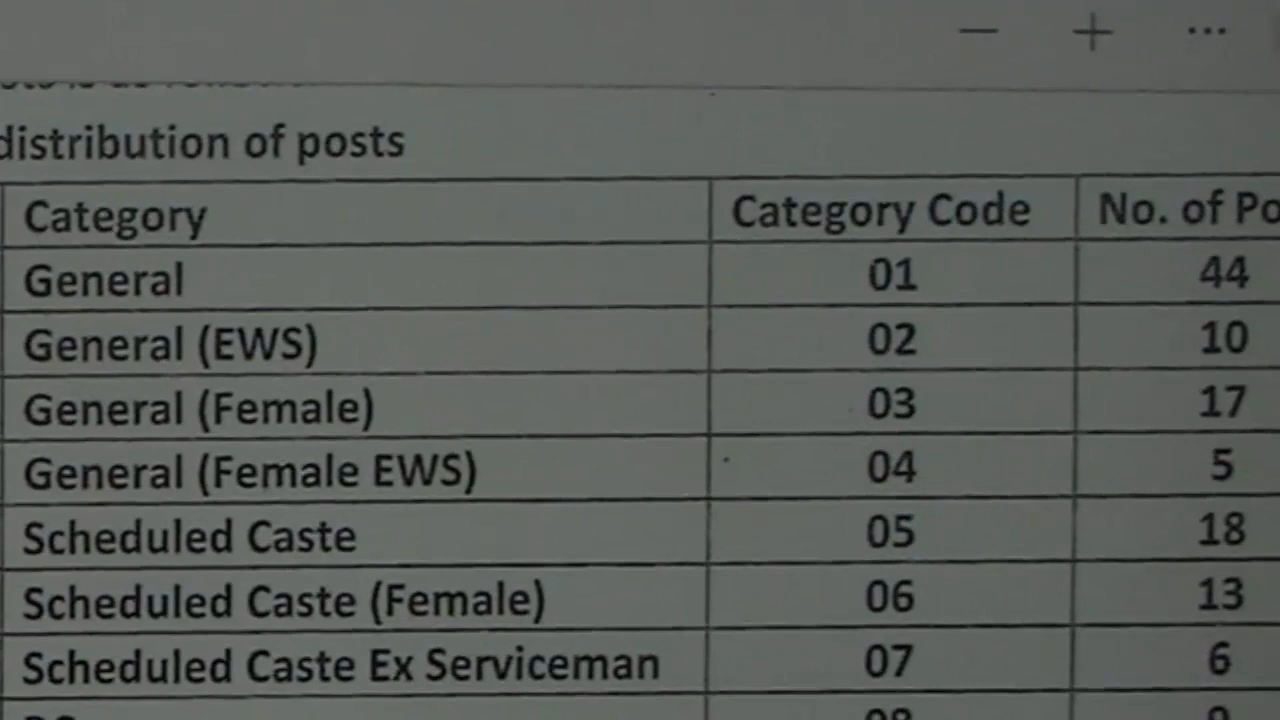 distribution of posts
Category Category Code No. of Po
General 01 44
General (EWS) 02 10
General (Female) 03 17
General (Female EWS) 04 5
Scheduled Caste 05 18
Scheduled Caste (Female) 06 13
Scheduled Caste Ex Serviceman 07 6